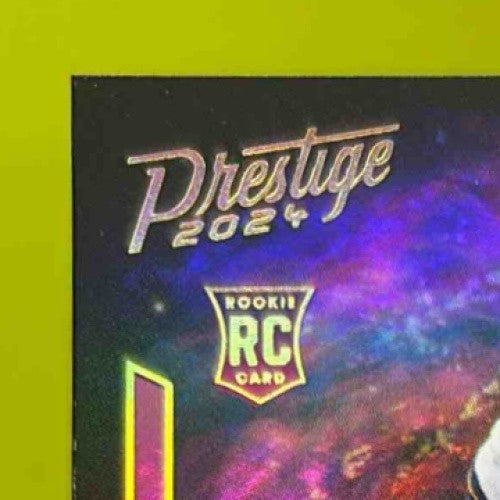 Prestige
2024
ROOKIE
RC
CARD